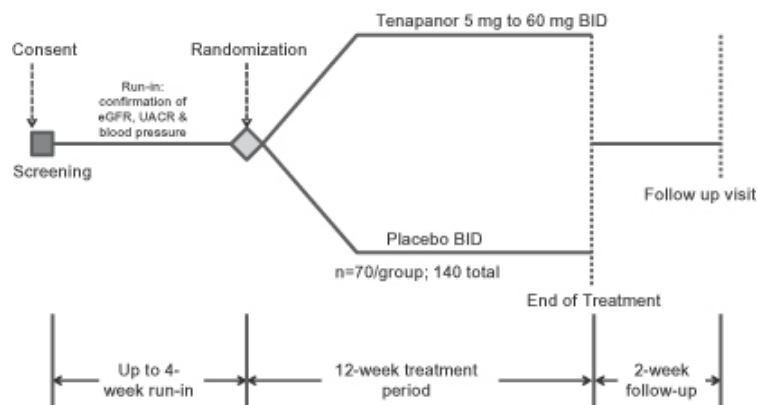 Tenapanor 5 mg to 60 mg BID
Consent
Randomization
Run-in:
confirmation of
eGFR, UACR &
blood pressure
Screening
Follow up visit
Placebo BID
n=70/group; 140 total
End of Treatment
Up to 4-
week run-in
12-week treatment
period
2-week
follow-up